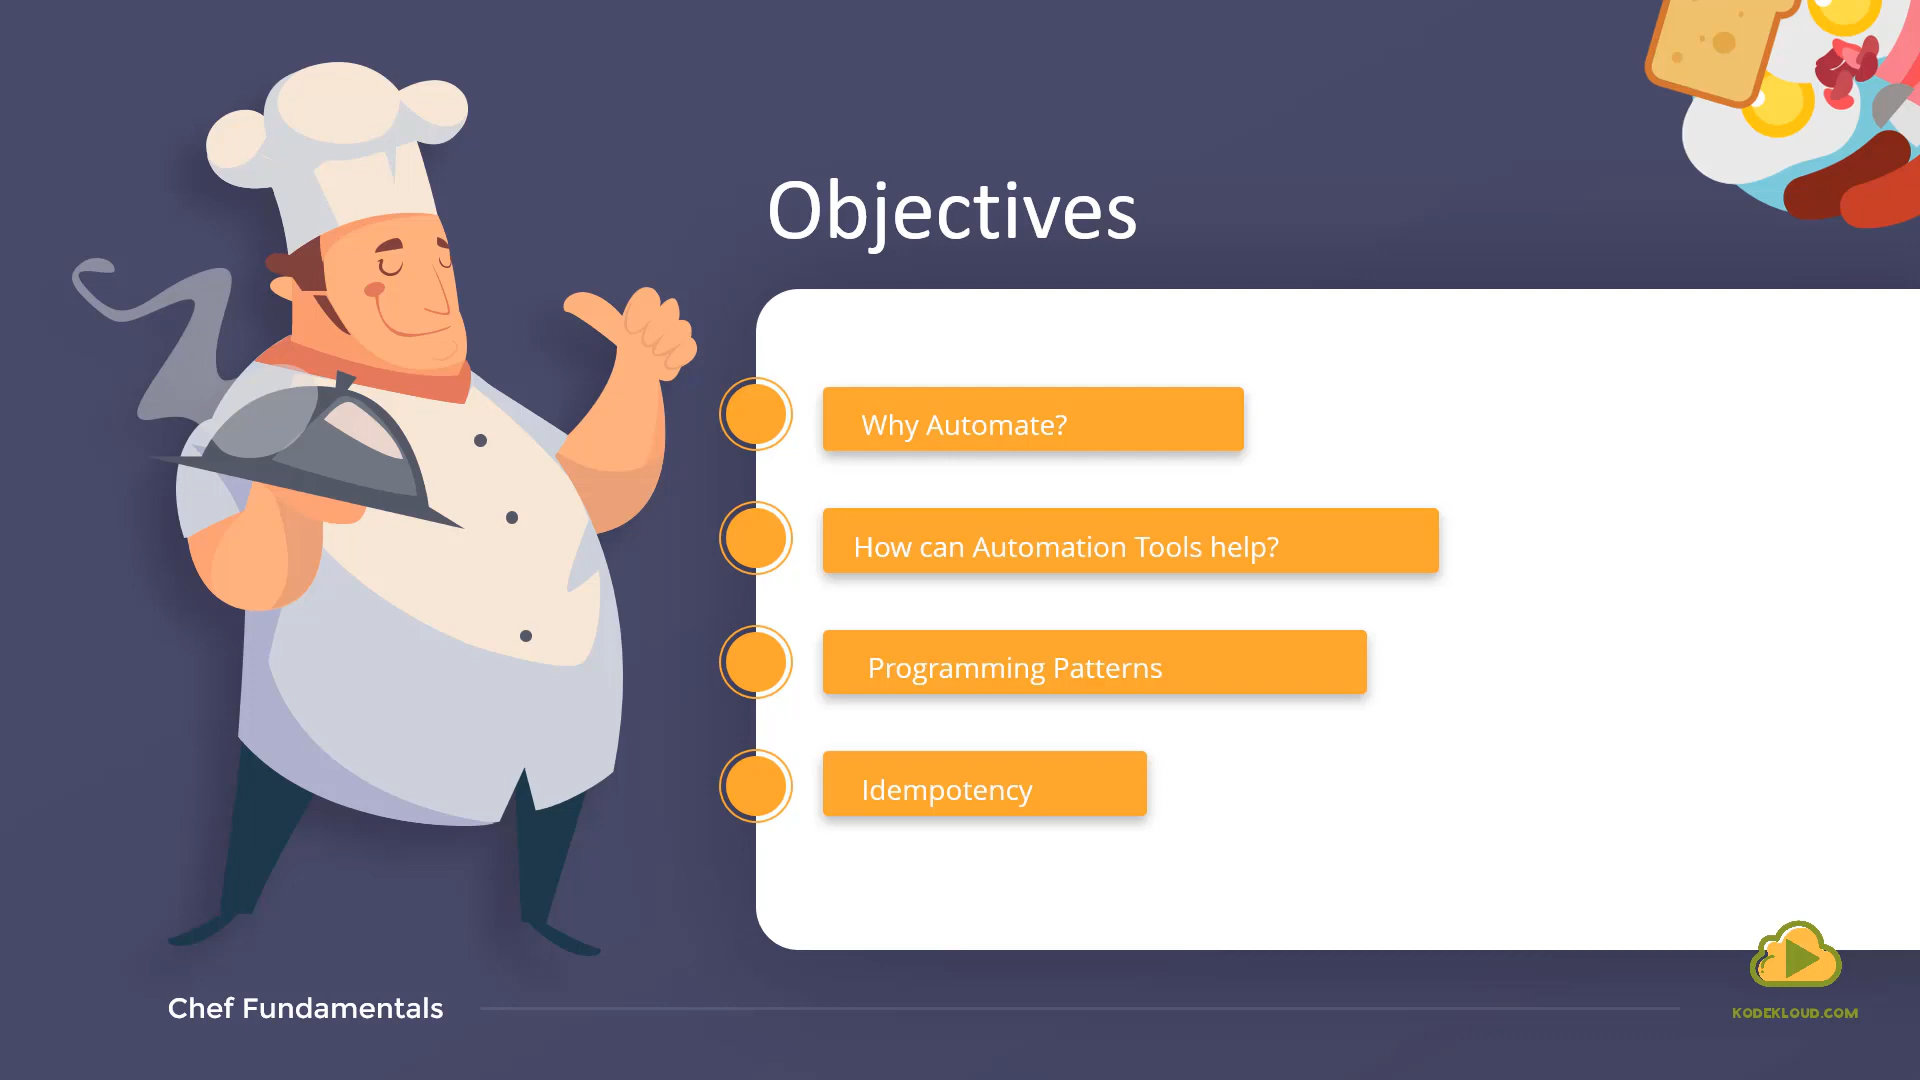 Objectives
Why Automate?
How can Automation Tools help?
Programming Patterns
Idempotency
Chef Fundamentals
KODEKLOUD.COM